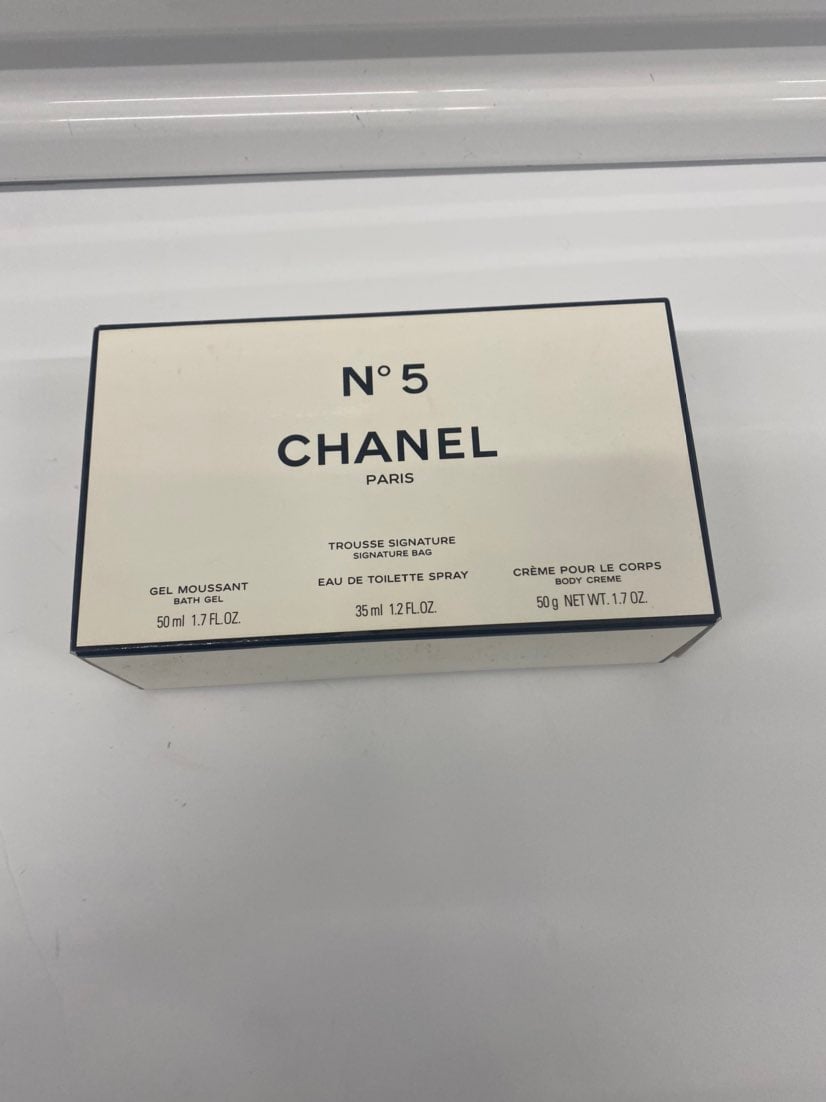 N° 5
CHANEL
PARIS
TROUSSE SIGNATURE
SIGNATURE BAG
GEL MOUSSANT
BATH GEL
50 ml 1.7 FL.OZ.
EAU DE TOILETTE SPRAY
35 ml 1.2 FL.OZ.
CRÈME POUR LE CORPS
BODY CREME
50 g NET WT. 1.7 OZ.